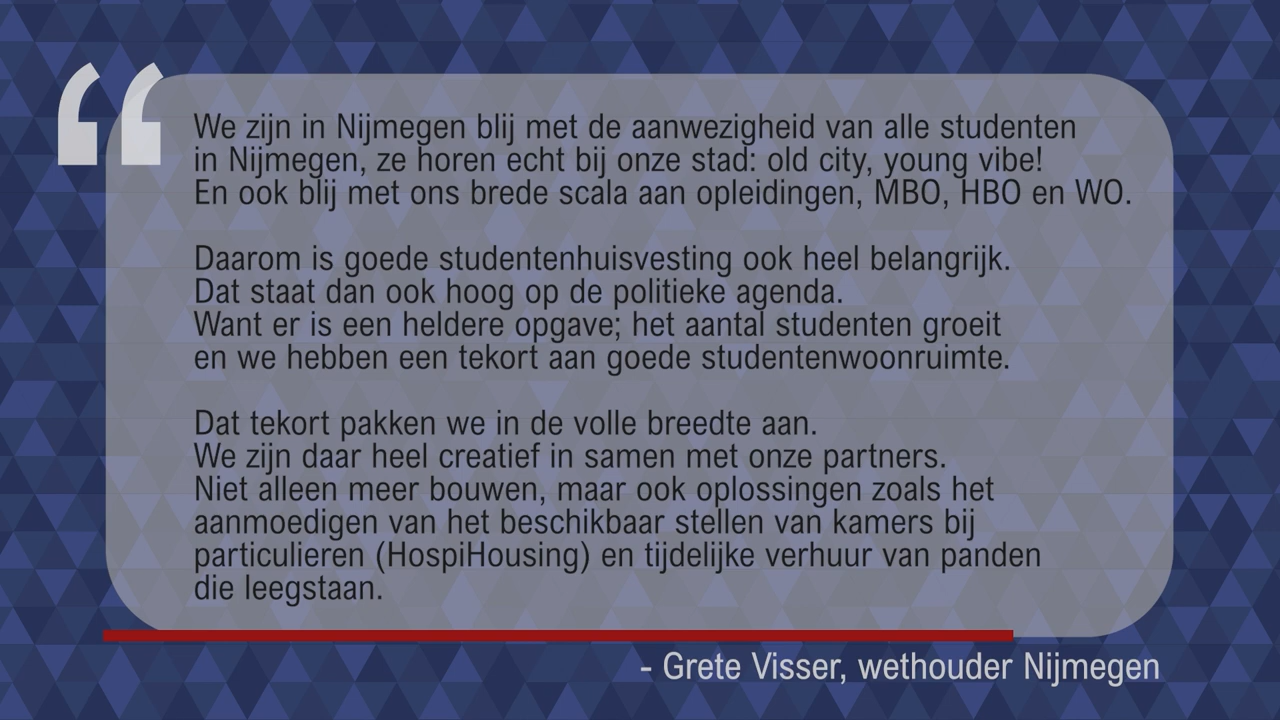 “
We zijn in Nijmegen blij met de aanwezigheid van alle studenten
in Nijmegen, ze horen echt bij onze stad: old city, young vibe!
En ook blij met ons brede scala aan opleidingen, MBO, HBO en WO.
Daarom is goede studentenhuisvesting ook heel belangrijk.
Dat staat dan ook hoog op de politieke agenda.
Want er is een heldere opgave; het aantal studenten groeit
en we hebben een tekort aan goede studentenwoonruimte.
Dat tekort pakken we in de volle breedte aan.
We zijn daar heel creatief in samen met onze partners.
Niet alleen meer bouwen, maar ook oplossingen zoals het
aanmoedigen van het beschikbaar stellen van kamers bij
particulieren (HospiHousing) en tijdelijke verhuur van panden
die leegstaan.
- Grete Visser, wethouder Nijmegen